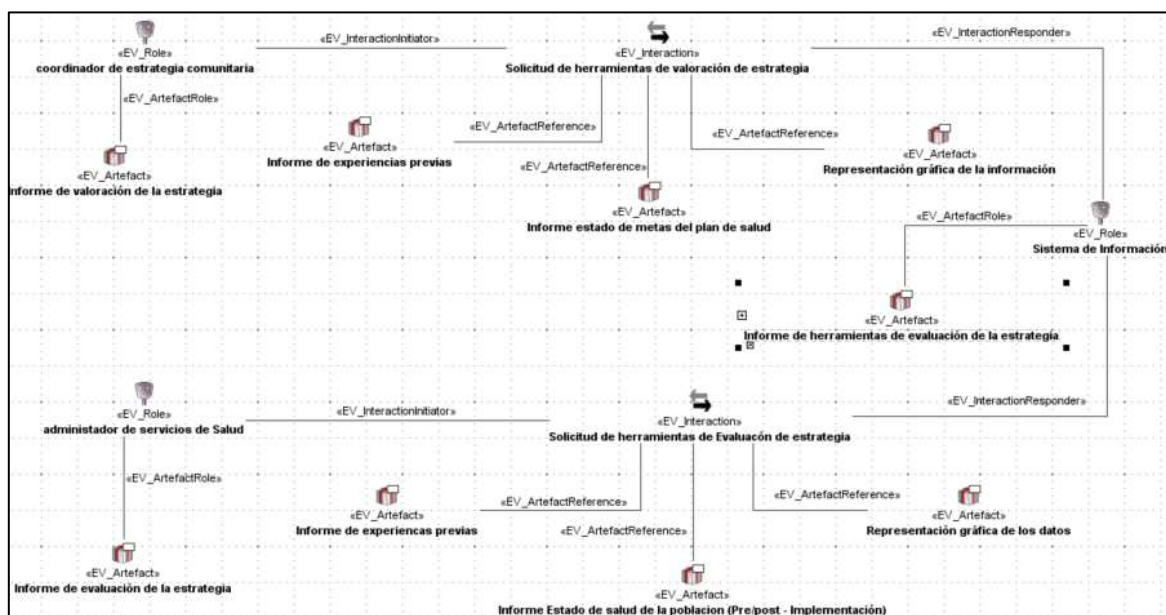 «EV_InteractionInitiator»
«EV_InteractionResponder»
«EV_Role»
coordinador de estrategia comunitaria
«EV_Interaction»
Solicitud de herramientas de valoración de estrategia
«EV_ArtefactRole»
«EV_ArtefactReference»
«EV_ArtefactReference»
«EV_Artefact»
Informe de experiencias previas
«EV_Artefact»
Representación gráfica de la información
«EV_ArtefactReference»
«EV_Artefact»
nforme de valoración de la estrategia
«EV_Artefact»
Informe estado de metas del plan de salud
«EV_ArtefactRole»
«EV_Role»
Sistema de Información
«EV_Artefact»
Informe de herramientas de evaluación de la estrategía
«EV_InteractionInitiator»
«EV_InteractionResponder»
«EV_Role»
administador de servicios de Salud
«EV_Interaction»
Solicitud de herramientas de Evaluacón de estrategia
«EV_ArtefactRole»
«EV_ArtefactReference»
«EV_ArtefactReference»
«EV_Artefact»
Informe de experiencas previas
«EV_Artefact»
Representación gráfica de los datos
«EV_ArtefactReference»
«EV_Artefact»
Informe de evaluación de la estrategia
«EV_Artefact»
Informe Estado de salud de la poblacion (Pre/post - Implementación)